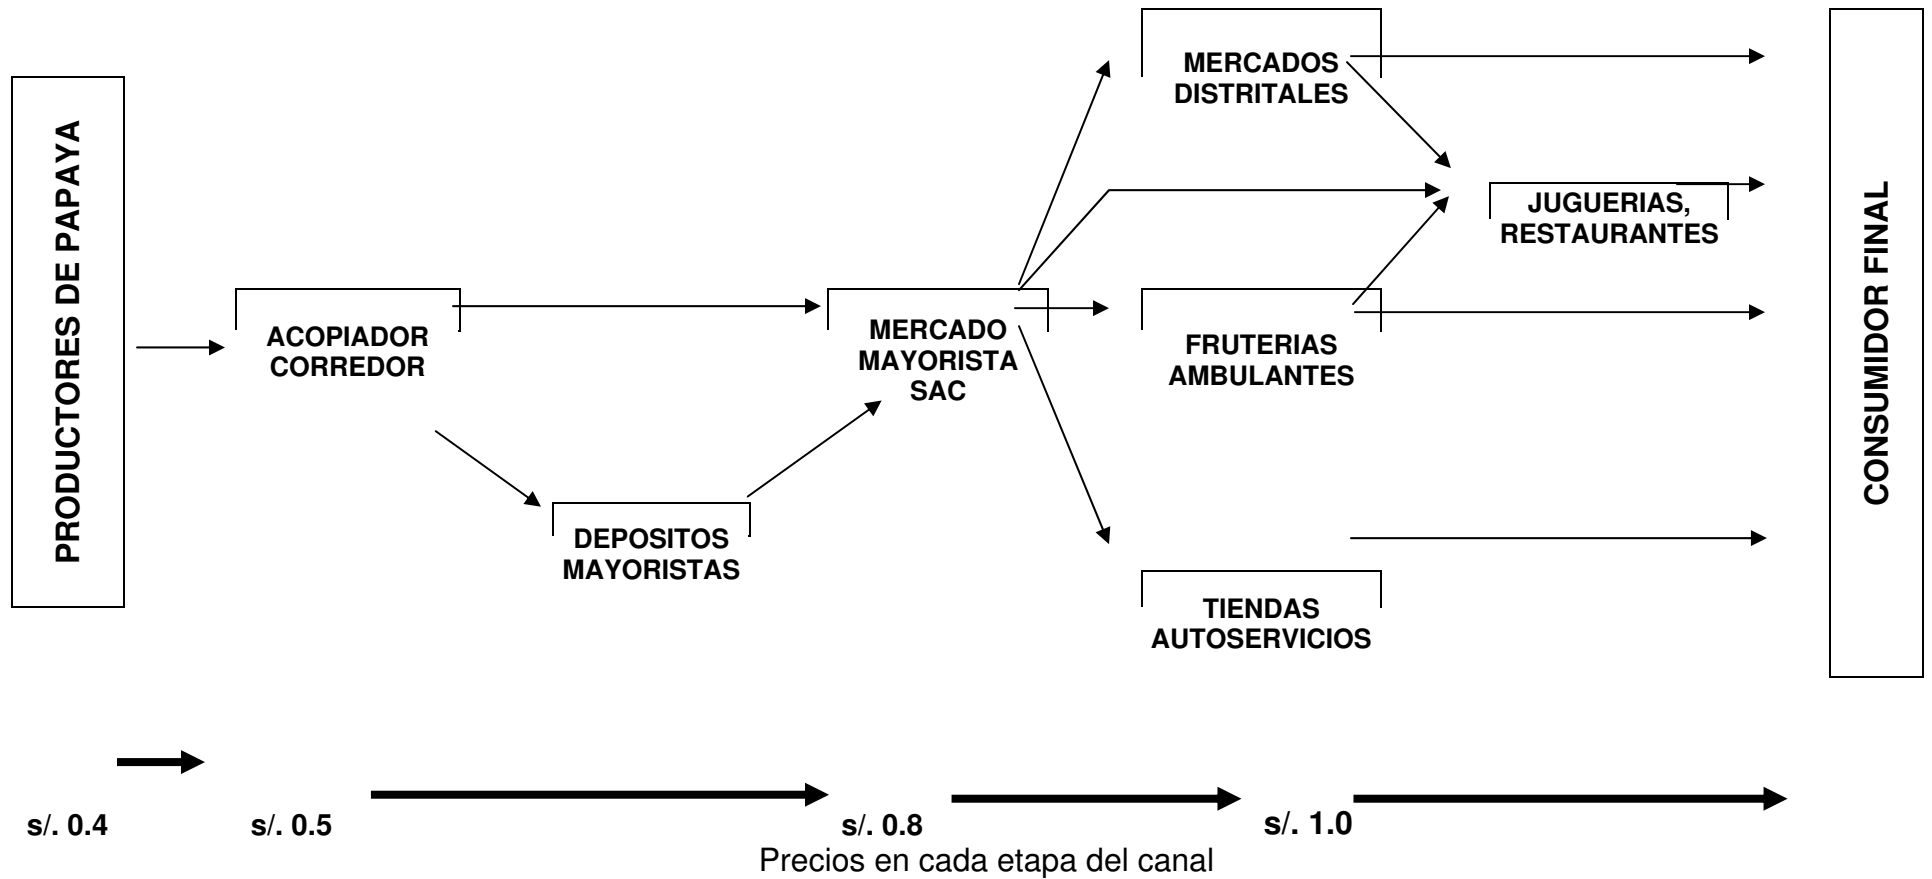 PRODUCTORES DE PAPAYA
ACOPIADOR
CORREDOR
DEPOSITOS
MAYORISTAS
MERCADO
MAYORISTA
SAC
MERCADOS
DISTRITALES
JUGUERIAS,
RESTAURANTES
FRUTERIAS
AMBULANTES
TIENDAS
AUTOSERVICIOS
CONSUMIDOR FINAL
s/. 0.4
s/. 0.5
s/. 0.8
s/. 1.0
Precios en cada etapa del canal